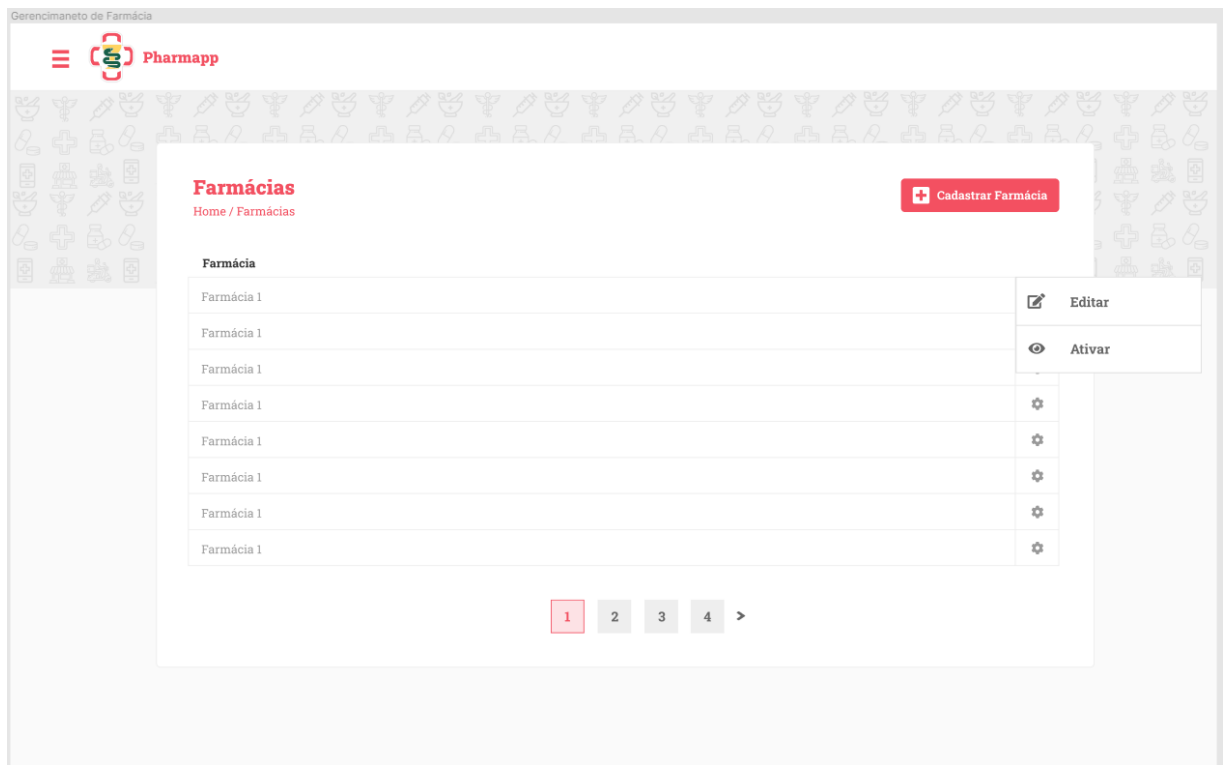 Gerencimaneto de Farmácia
Pharmapp
Farmácias
Cadastrar Farmácia
Home / Farmácias
Farmácia
Farmácia 1
Editar
Farmácia 1
Ativar
Farmácia 1
Farmácia 1
Farmácia 1
Farmácia 1
Farmácia 1
Farmácia 1
1 2 3 4 >